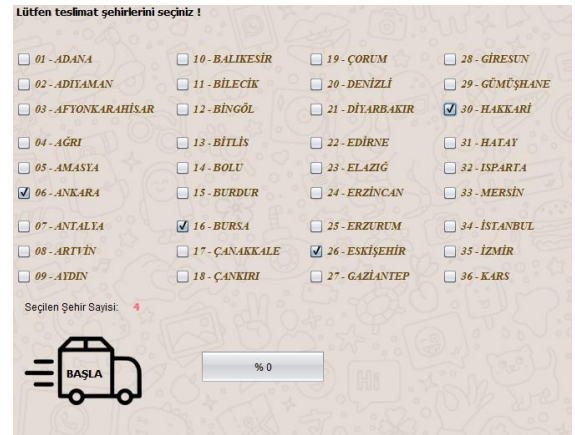 Lütfen teslimat şehirlerini seçiniz !
01 - ADANA
02 - ADIYAMAN
03 - AFYONKARAHİSAR
04 - AĞRI
05 - AMASYA
06 - ANKARA
07 - ANTALYA
08 - ARTVİN
09 - AYDIN
10 - BALIKESİR
11 - BİLECİK
12 - BİNGÖL
13 - BİTLİS
14 - BOLU
15 - BURDUR
16 - BURSA
17 - ÇANAKKALE
18 - ÇANKIRI
19 - ÇORUM
20 - DENİZLİ
21 - DİYARBAKIR
22 - EDİRNE
23 - ELAZIĞ
24 - ERZİNCAN
25 - ERZURUM
26 - ESKİŞEHİR
27 - GAZİANTEP
28 - GİRESUN
29 - GÜMÜŞHANE
30 - HAKKARİ
31 - HATAY
32 - ISPARTA
33 - MERSİN
34 - İSTANBUL
35 - İZMİR
36 - KARS
Seçilen Şehir Sayisi: 4
BAŞLA
% 0
Hi